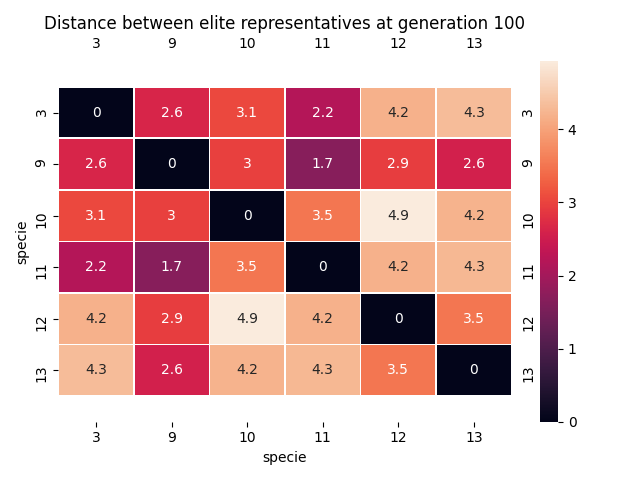 Distance between elite representatives at generation 100
3 9 10 11 12 13
3 0 2.6 3.1 2.2 4.2 4.3 3
9 2.6 0 3 1.7 2.9 2.6 9
10 3.1 3 0 3.5 4.9 4.2 10
11 2.2 1.7 3.5 0 4.2 4.3 11
12 4.2 2.9 4.9 4.2 0 3.5 12
13 4.3 2.6 4.2 4.3 3.5 0 13
specie
3 9 10 11 12 13
specie
4
3
2
1
0